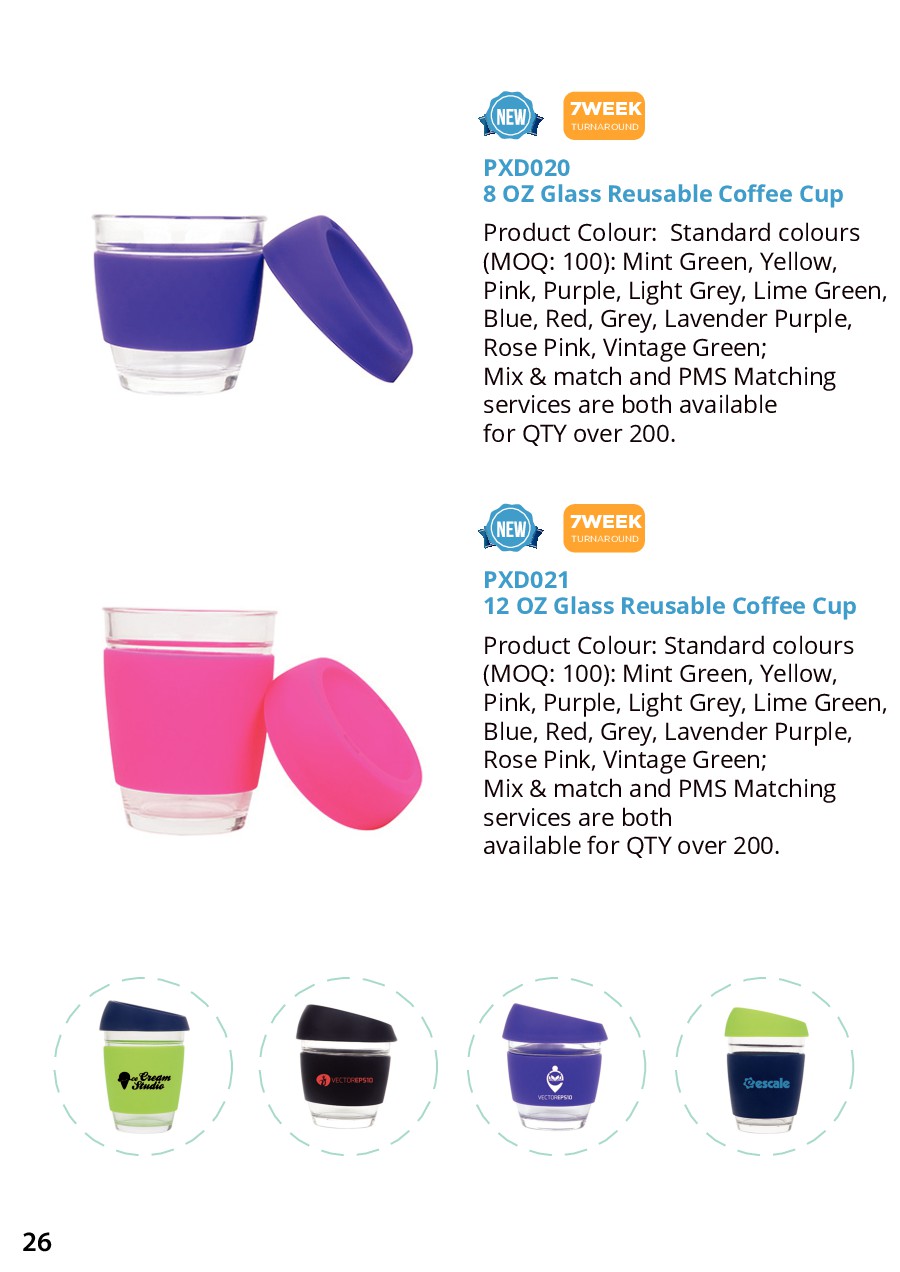 NEW
7WEEK
TURNAROUND
PXD020
8 OZ Glass Reusable Coffee Cup
Product Colour:  Standard colours
(MOQ: 100): Mint Green, Yellow,
Pink, Purple, Light Grey, Lime Green,
Blue, Red, Grey, Lavender Purple,
Rose Pink, Vintage Green;
Mix & match and PMS Matching
services are both available
for QTY over 200.
NEW
7WEEK
TURNAROUND
PXD021
12 OZ Glass Reusable Coffee Cup
Product Colour: Standard colours
(MOQ: 100): Mint Green, Yellow,
Pink, Purple, Light Grey, Lime Green,
Blue, Red, Grey, Lavender Purple,
Rose Pink, Vintage Green;
Mix & match and PMS Matching
services are both
available for QTY over 200.
ce Cream
Studio
VECTOREPS10
VECTOREPS10
escale
26